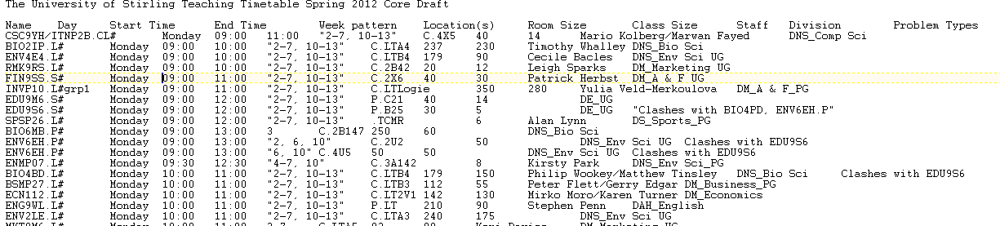 The University of Stirling Teaching Timetable Spring 2012 Core Draft
Name Day Start Time End Time Week pattern Location(s) Room Size Class Size Staff Division Problem Types
CSC9YH/ITNP2B.CL# Monday 09:00 11:00 "2-7, 10-13" C.4X5 40 14 Mario Kolberg/Marwan Fayed DNS_Comp Sci
BIO2IP.L# Monday 09:00 10:00 "2-7, 10-13" C.LTA4 237 230 Timothy Whalley DNS_Bio Sci
ENV4E4.L# Monday 09:00 10:00 "2-7, 10-13" C.LTB4 179 90 Cecile Bacles DNS_Env Sci UG
RMK9RS.L# Monday 09:00 10:00 "2-7, 10-13" C.2B42 20 12 Leigh Sparks DM_Marketing UG
FIN9SS.S# Monday 09:00 11:00 "2-7, 10-13" C.2X6 40 30 Patrick Herbst DM_A & F UG
INVP10.L#grp1 Monday 09:00 11:00 "2-7, 10-13" C.LTLogie 350 280 Yulia Veld-Merkoulova DM_A & F_PG
EDU9M6.S# Monday 09:00 12:00 "2-7, 10-13" P.C21 40 14 DE_UG
EDU9S6.S# Monday 09:00 12:00 "2-7, 10-13" P.B25 30 5 DE_UG "Clashes with BIO4PD, ENV6EH.P"
SPSP26.L# Monday 09:00 12:00 "2-7, 10-13" .TCMR 6 Alan Lynn DS_Sports_PG
BIO6MB.P# Monday 09:00 13:00 3 C.2B147 250 60 DNS_Bio Sci
ENV6EH.P# Monday 09:00 13:00 "2, 6, 10" C.2U2 50 DNS_Env Sci UG Clashes with EDU9S6
ENV6EH.P# Monday 09:00 13:00 "6, 10" C.4U5 50 50 DNS_Env Sci UG Clashes with EDU9S6
ENMP07.L# Monday 09:30 12:30 "4-7, 10" C.3A142 8 Kirsty Park DNS_Env Sci_PG
BIO4BD.L# Monday 10:00 11:00 "2-7, 10-13" C.LTB4 179 150 Philip Wookey/Matthew Tinsley DNS_Bio Sci Clashes with EDU9S6
BSMP27.L# Monday 10:00 11:00 "2-7, 10-13" C.LTB3 112 55 Peter Flett/Gerry Edgar DM_Business_PG
ECN112.L# Monday 10:00 11:00 "2-7, 10-13" C.LT2V1 142 130 Mirko Moro/Karen Turner DM_Economics
ENG9WL.L# Monday 10:00 11:00 "2-7, 10-13" P.LT 210 90 Stephen Penn DAH_English
ENV2LE.L# Monday 10:00 11:00 "2-7, 10-13" C.LTA3 240 175 DNS_Env Sci UG